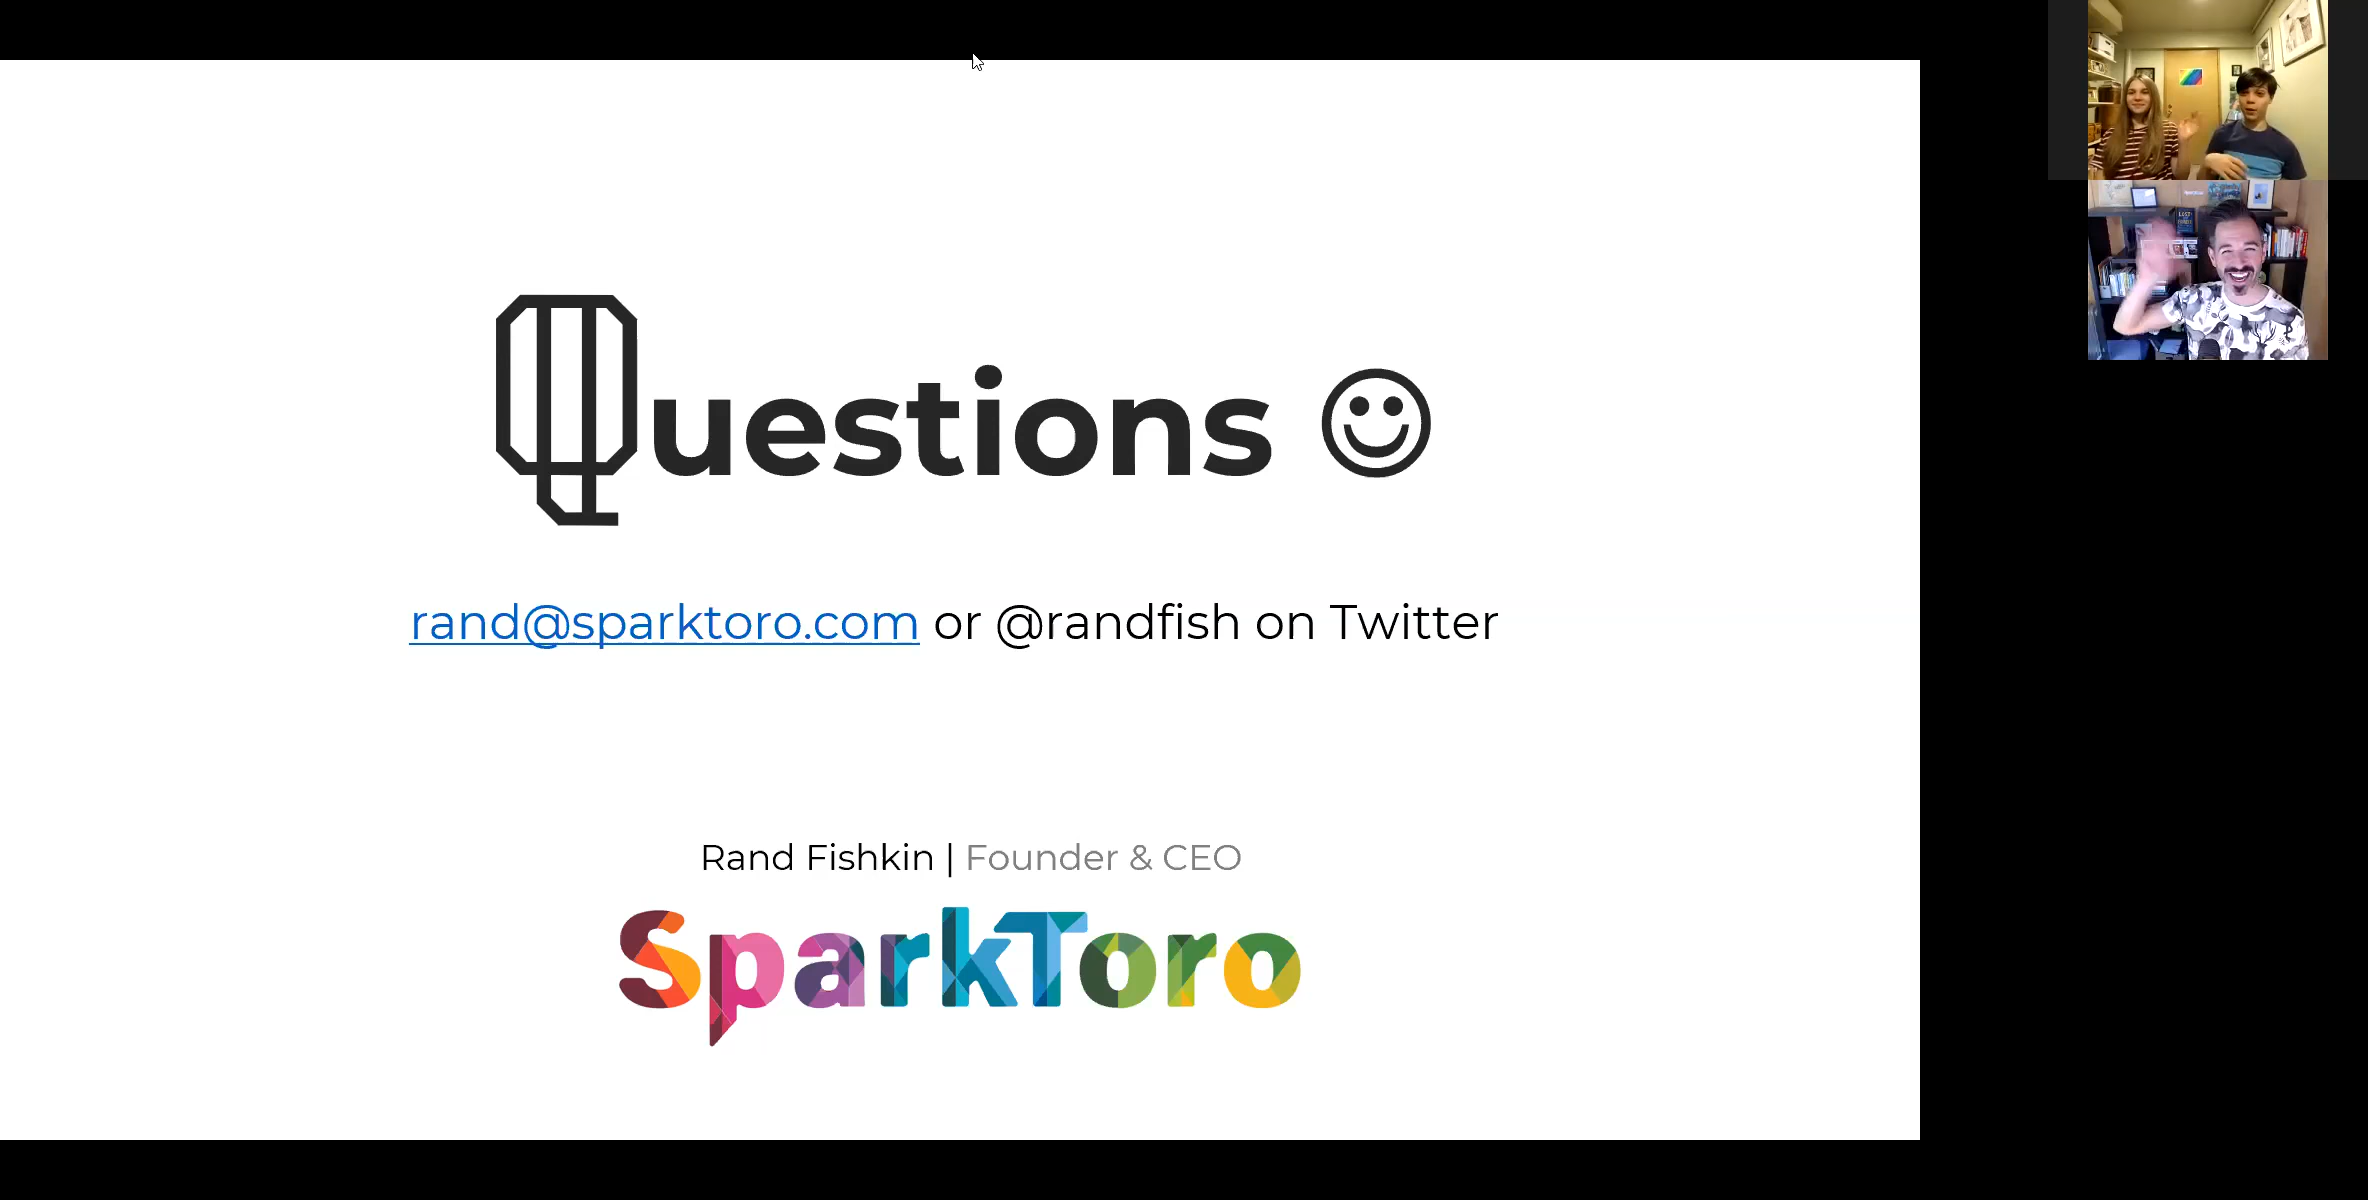 Questions ☺
rand@sparktoro.com or @randfish on Twitter
Rand Fishkin | Founder & CEO
SparkToro